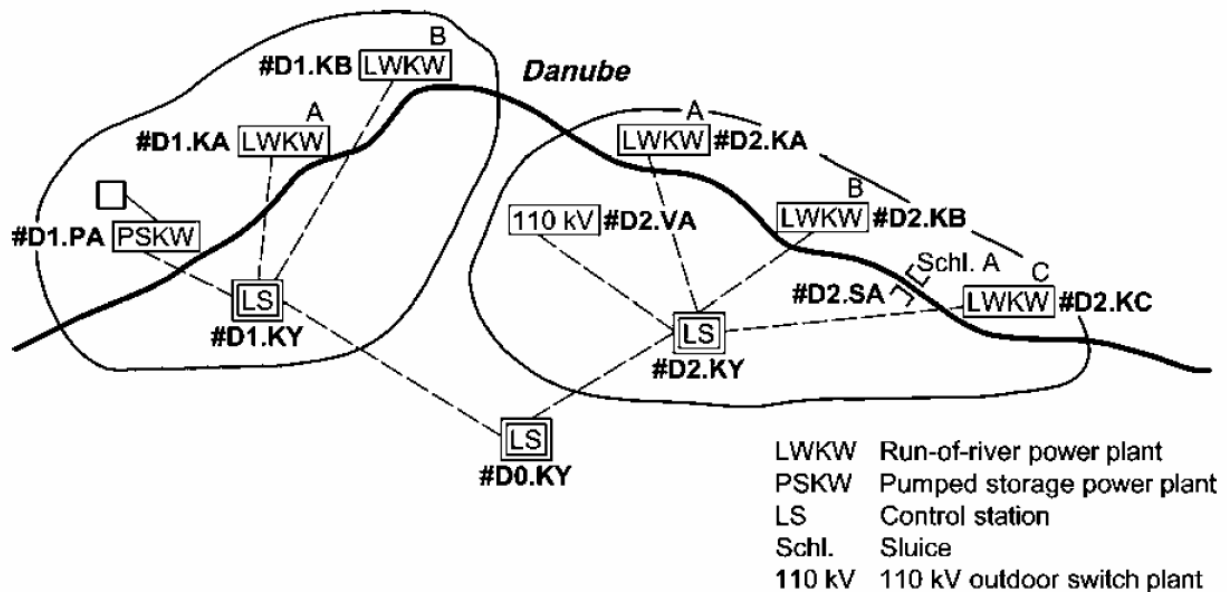 B
#D1.KB LWKW
Danube
A
#D1.KA LWKW
A
LWKW #D2.KA
B
#D1.PA PSKW
110 kV #D2.VA
LWKW #D2.KB
Schl. A
C
#D2.SA
LWKW #D2.KC
LS
#D1.KY
LS
#D2.KY
LS
#D0.KY
LWKW Run-of-river power plant
PSKW Pumped storage power plant
LS Control station
Schl. Sluice
110 kV 110 kV outdoor switch plant